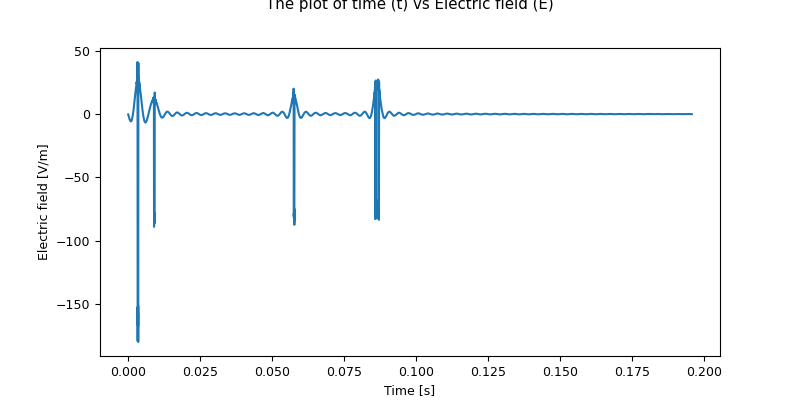 The plot of time (t) vs Electric field (E)
50
0
−50
−100
−150
Electric field [V/m]
0.000 0.025 0.050 0.075 0.100 0.125 0.150 0.175 0.200
Time [s]